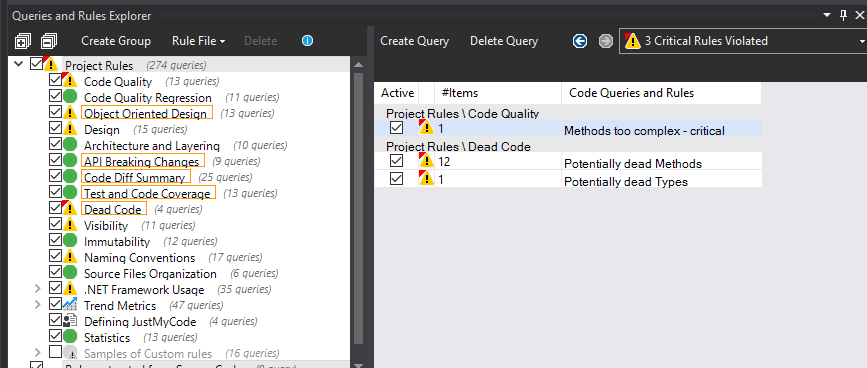 Queries and Rules Explorer
Create Group Rule File Delete
Project Rules (274 queries)
Code Quality (13 queries)
Code Quality Regression (11 queries)
Object Oriented Design (13 queries)
Design (15 queries)
Architecture and Layering (10 queries)
API Breaking Changes (9 queries)
Code Diff Summary (25 queries)
Test and Code Coverage (13 queries)
Dead Code (4 queries)
Visibility (11 queries)
Immutability (12 queries)
Naming Conventions (17 queries)
Source Files Organization (6 queries)
.NET Framework Usage (35 queries)
Trend Metrics (47 queries)
Defining JustMyCode (4 queries)
Statistics (13 queries)
Samples of Custom rules (16 queries)
Create Query Delete Query 3 Critical Rules Violated
Active #Items Code Queries and Rules
Project Rules \ Code Quality
1 Methods too complex - critical
Project Rules \ Dead Code
12 Potentially dead Methods
1 Potentially dead Types